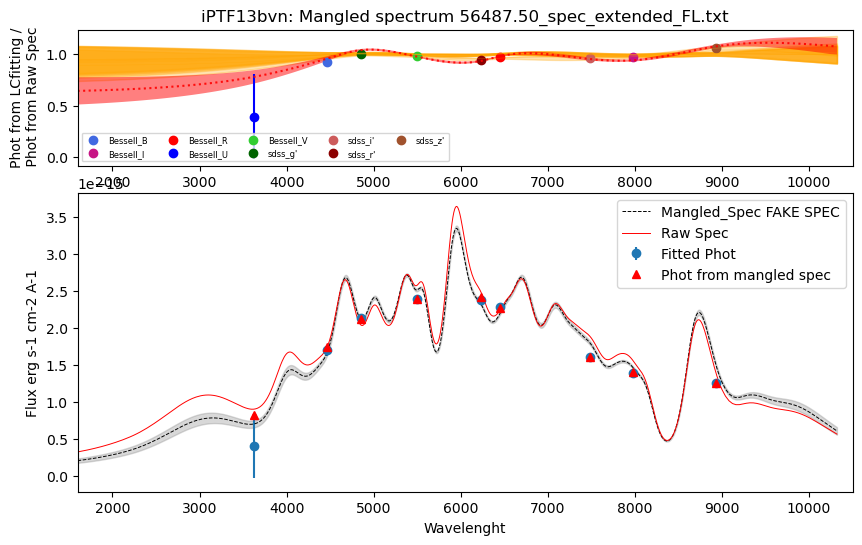 iPTF13bvn: Mangled spectrum 56487.50_spec_extended_FL.txt
Phot from LCfitting /
Phot from Raw Spec
1.0
0.5
0.0
Bessell_B Bessell_R Bessell_V sdss_i' sdss_z'
Bessell_I Bessell_U sdss_g' sdss_r'
2000 3000 4000 5000 6000 7000 8000 9000 10000
1e−15
Flux erg s-1 cm-2 A-1
3.5
3.0
2.5
2.0
1.5
1.0
0.5
0.0
Mangled_Spec FAKE SPEC
Raw Spec
Fitted Phot
Phot from mangled spec
2000 3000 4000 5000 6000 7000 8000 9000 10000
Wavelenght